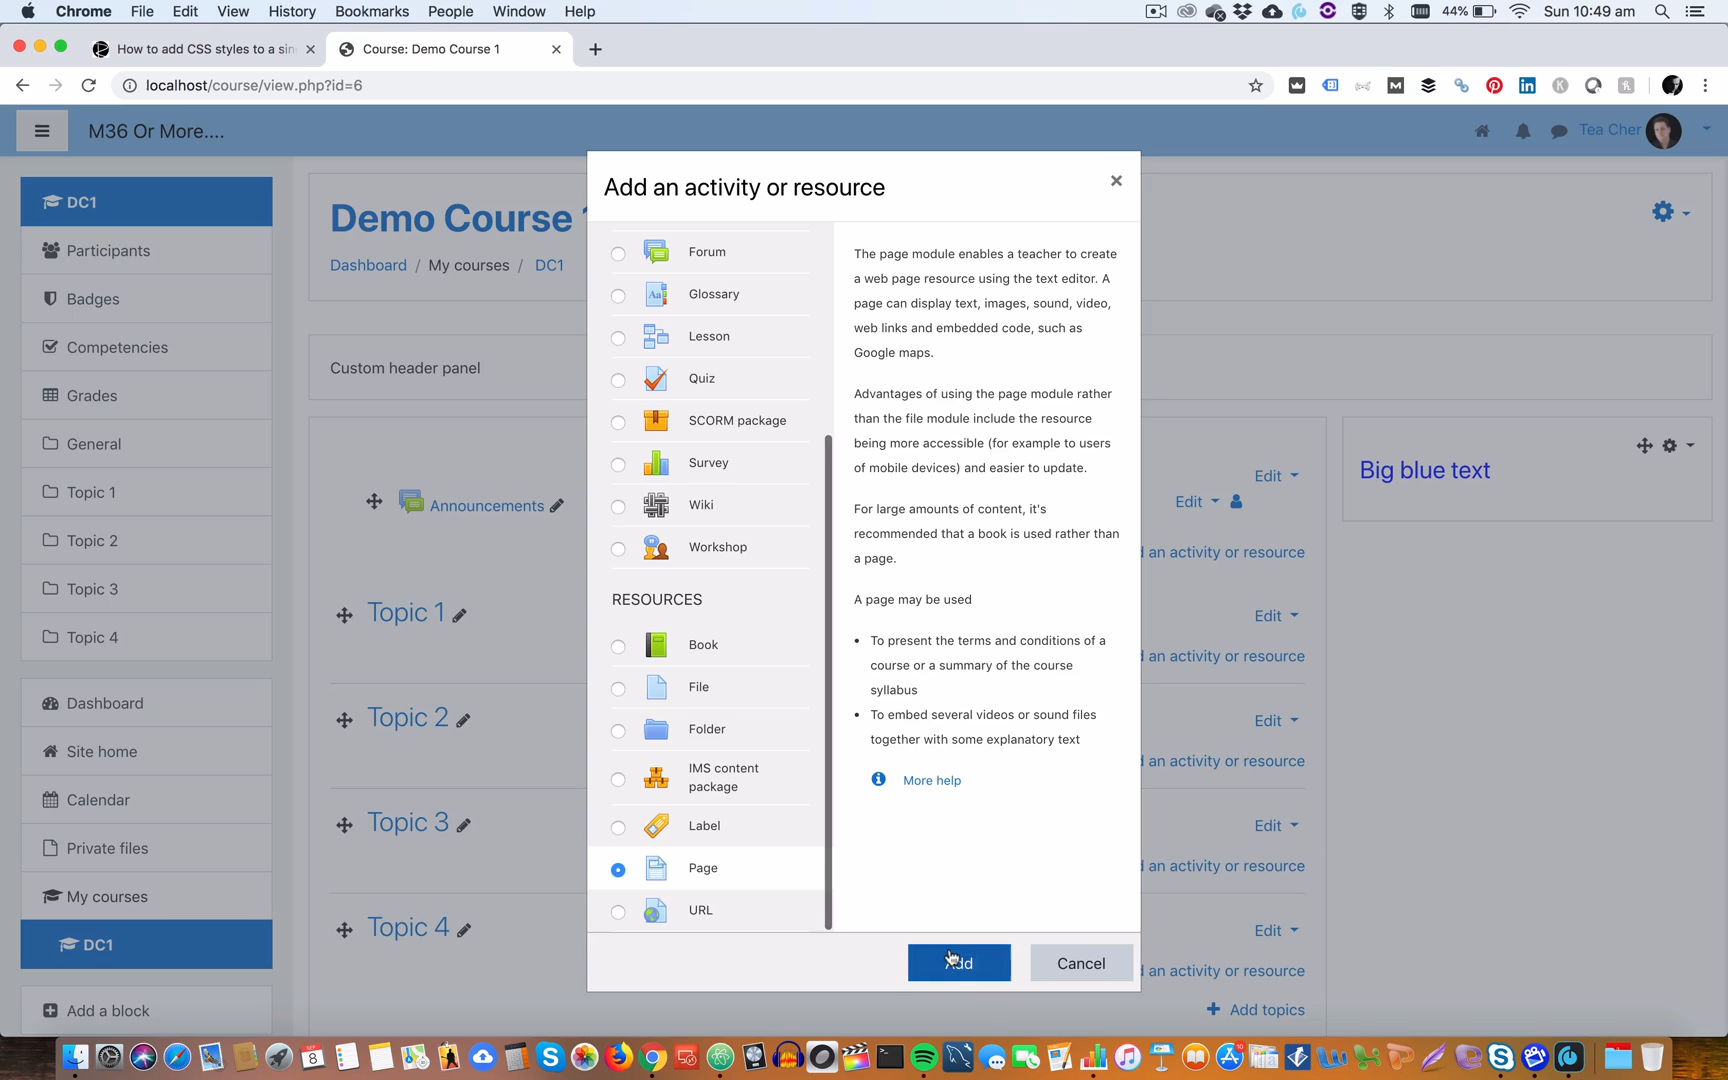 Chrome File Edit View History Bookmarks People Window Help
44% Sun 10:49 am
How to add CSS styles to a sin
Course: Demo Course 1
localhost/course/view.php?id=6
M36 Or More....
Tea Cher
DC1
Participants
Badges
Competencies
Grades
General
Topic 1
Topic 2
Topic 3
Topic 4
Dashboard
Site home
Calendar
Private files
My courses
DC1
Add a block
Demo Course 1
Dashboard / My courses / DC1
Custom header panel
Announcements
Edit
Edit
d an activity or resource
Topic 1
Edit
d an activity or resource
Topic 2
Edit
d an activity or resource
Topic 3
Edit
d an activity or resource
Topic 4
Edit
d an activity or resource
Add topics
Big blue text
Add an activity or resource
Forum
Glossary
Lesson
Quiz
SCORM package
Survey
Wiki
Workshop
RESOURCES
Book
File
Folder
IMS content
package
Label
Page
URL
The page module enables a teacher to create
a web page resource using the text editor. A
page can display text, images, sound, video,
web links and embedded code, such as
Google maps.
Advantages of using the page module rather
than the file module include the resource
being more accessible (for example to users
of mobile devices) and easier to update.
For large amounts of content, it's
recommended that a book is used rather than
a page.
A page may be used
To present the terms and conditions of a
course or a summary of the course
syllabus
To embed several videos or sound files
together with some explanatory text
More help
Add
Cancel